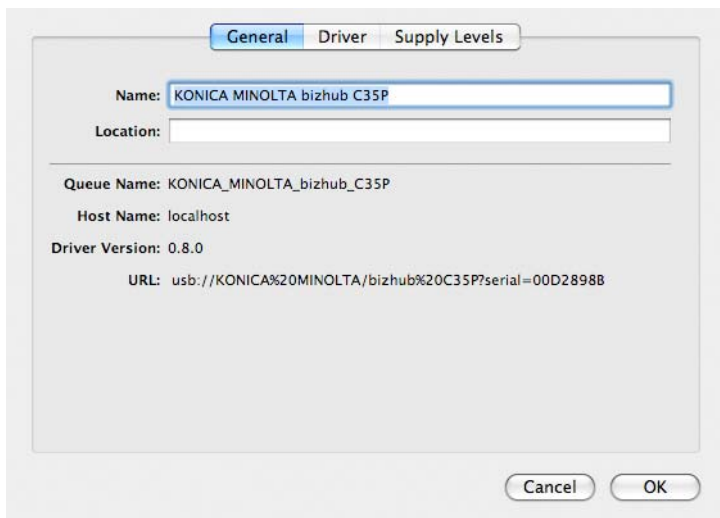 General Driver Supply Levels
Name: KONICA MINOLTA bizhub C35P
Location:
Queue Name: KONICA_MINOLTA_bizhub_C35P
Host Name: localhost
Driver Version: 0.8.0
URL: usb://KONICA%20MINOLTA/bizhub%20C35P?serial=00D2898B
Cancel OK